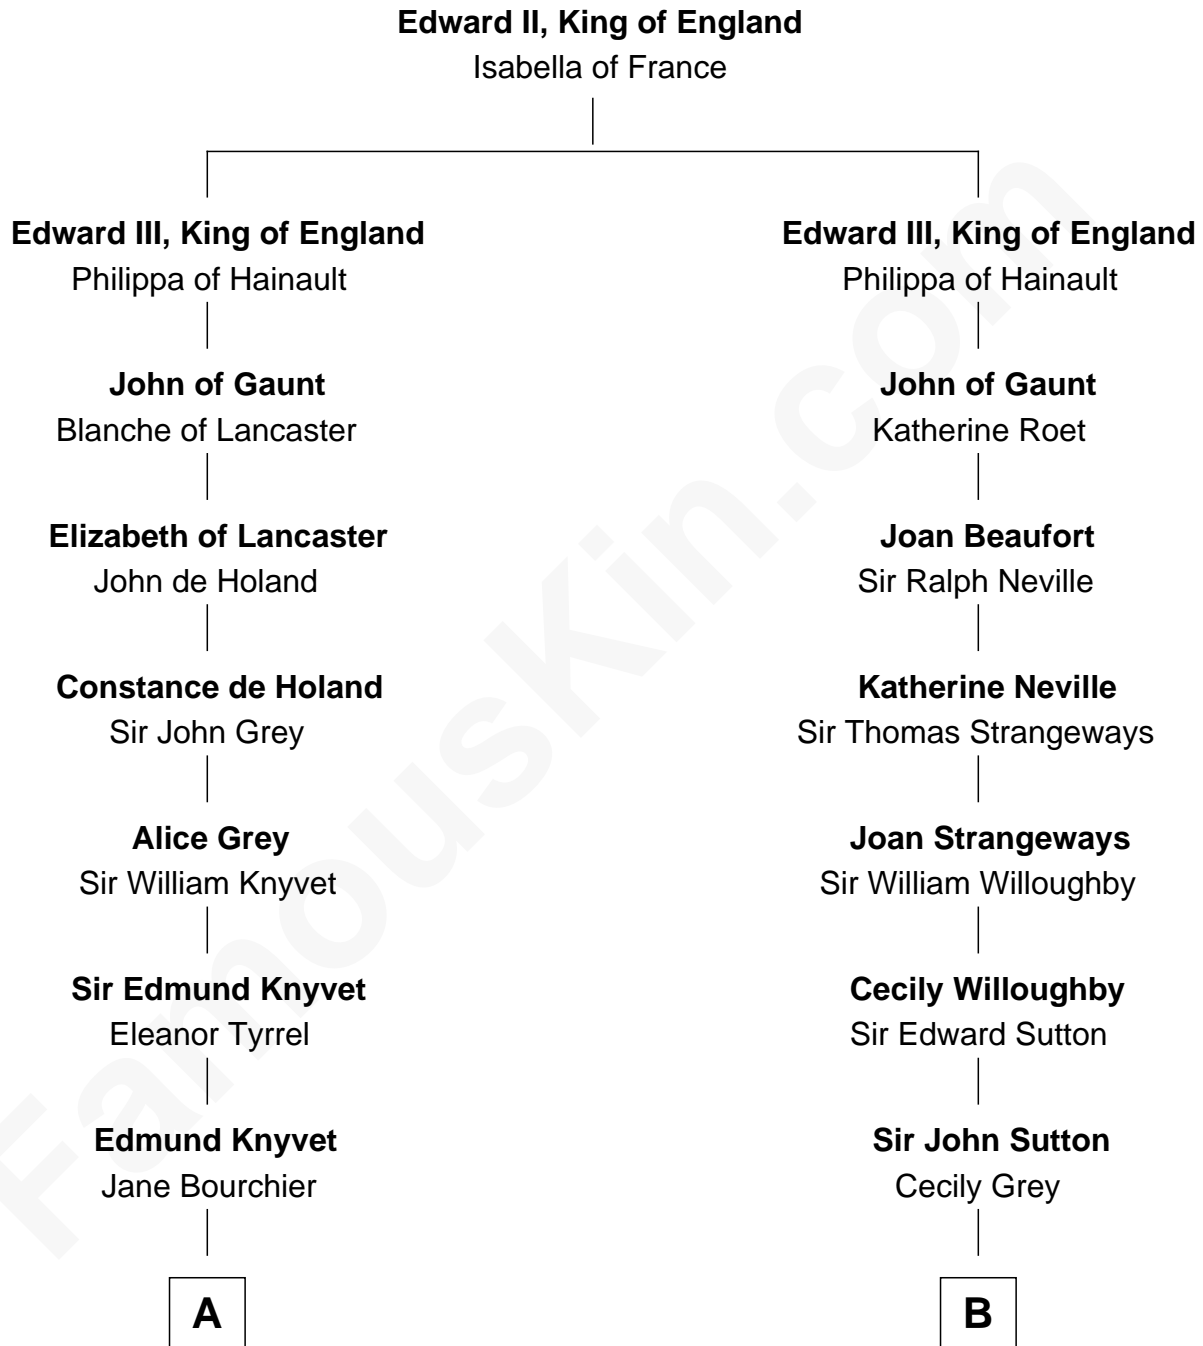 Edward II, King of England
Isabella of France
Edward III, King of England
Philippa of Hainault
John of Gaunt
Blanche of Lancaster
Elizabeth of Lancaster
John de Holand
Constance de Holand
Sir John Grey
Alice Grey
Sir William Knyvet
Sir Edmund Knyvet
Eleanor Tyrrel
Edmund Knyvet
Jane Bourchier
A
Edward III, King of England
Philippa of Hainault
John of Gaunt
Katherine Roet
Joan Beaufort
Sir Ralph Neville
Katherine Neville
Sir Thomas Strangeways
Joan Strangeways
Sir William Willoughby
Cecily Willoughby
Sir Edward Sutton
Sir John Sutton
Cecily Grey
B
FamousKin.com